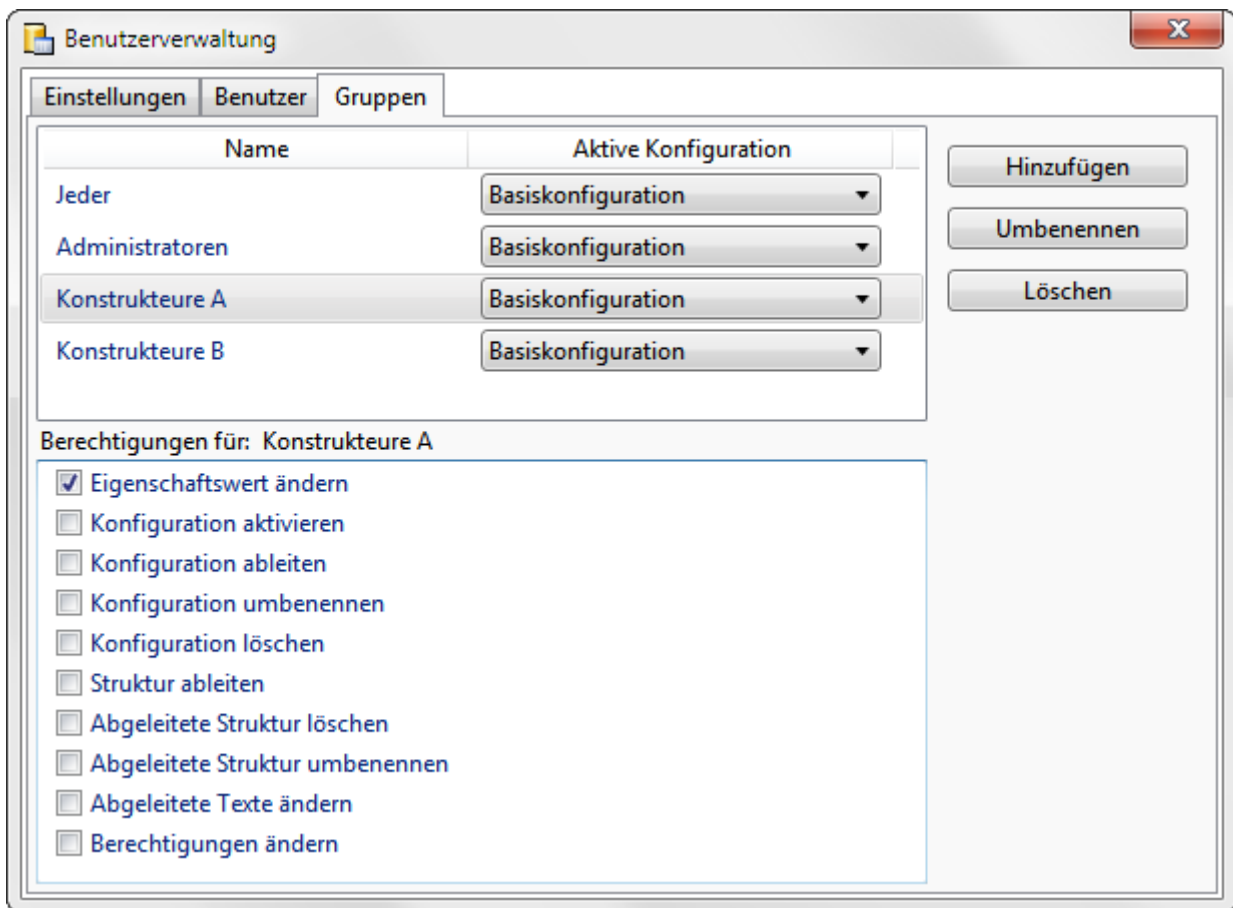 Benutzerverwaltung
Einstellungen Benutzer Gruppen
Name Aktive Konfiguration
Jeder Basiskonfiguration
Administratoren Basiskonfiguration
Konstrukteure A Basiskonfiguration
Konstrukteure B Basiskonfiguration
Hinzufügen
Umbenennen
Löschen
Berechtigungen für: Konstrukteure A
Eigenschaftswert ändern
Konfiguration aktivieren
Konfiguration ableiten
Konfiguration umbenennen
Konfiguration löschen
Struktur ableiten
Abgeleitete Struktur löschen
Abgeleitete Struktur umbenennen
Abgeleitete Texte ändern
Berechtigungen ändern